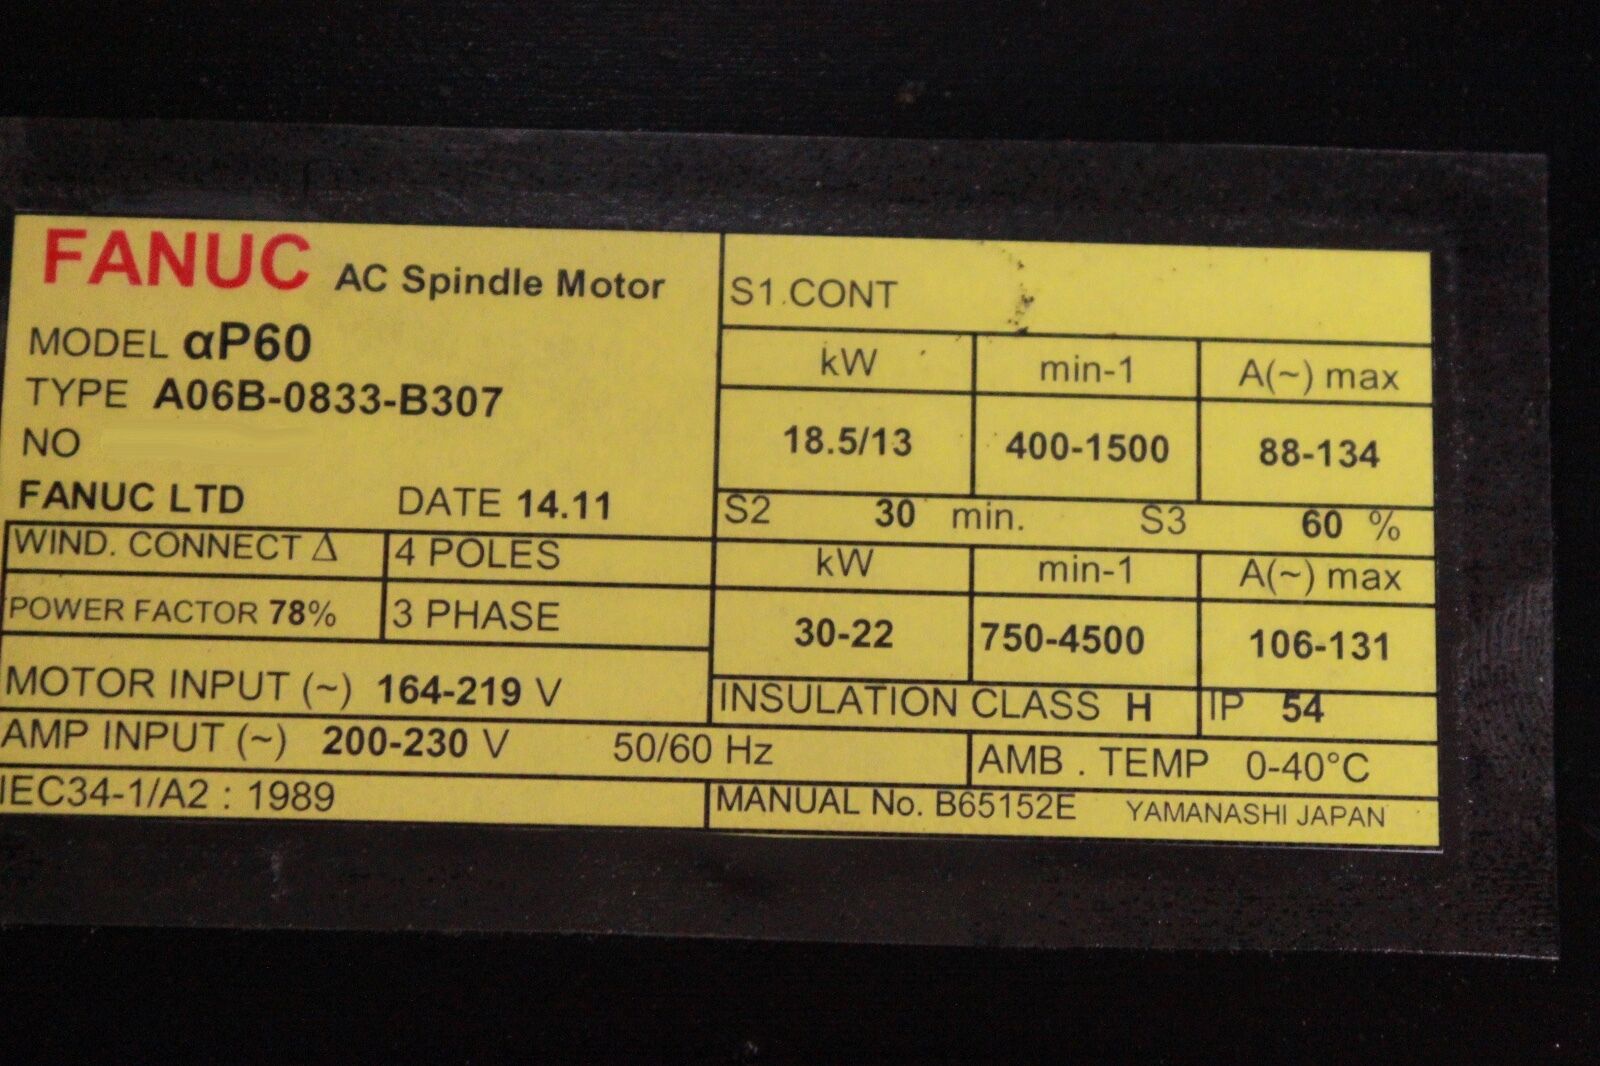 FANUC AC Spindle Motor
MODEL αP60
TYPE A06B-0833-B307
NO
FANUC LTD DATE 14.11
WIND. CONNECT Δ 4 POLES
POWER FACTOR 78% 3 PHASE
MOTOR INPUT (~) 164-219 V
AMP INPUT (~) 200-230 V 50/60 Hz
IEC34-1/A2 : 1989
S1.CONT
kW min-1 A(~) max
18.5/13 400-1500 88-134
S2 30 min. S3 60 %
kW min-1 A(~) max
30-22 750-4500 106-131
INSULATION CLASS H IP 54
AMB . TEMP 0-40°C
MANUAL No. B65152E YAMANASHI JAPAN